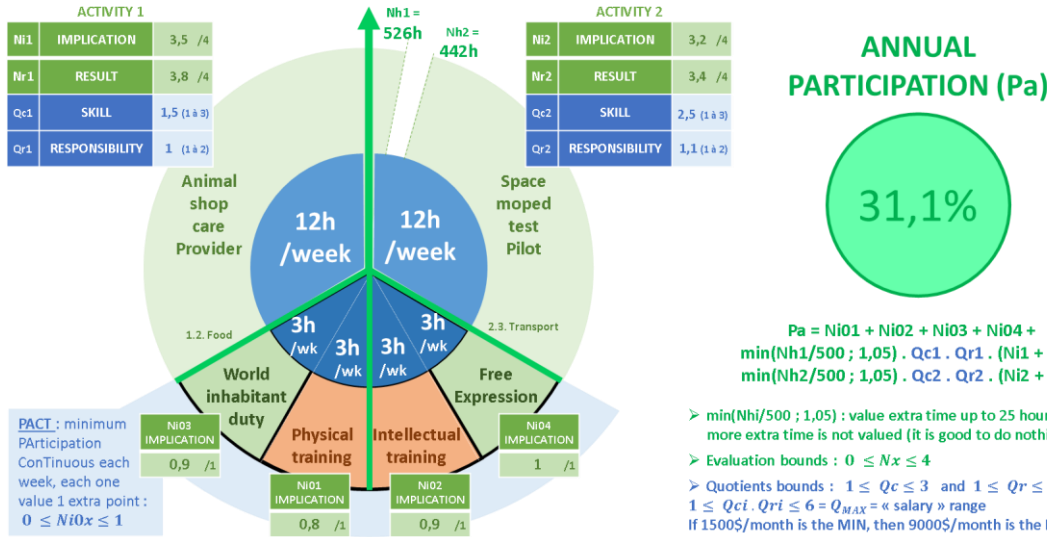 ACTIVITY 1
Ni1 IMPLICATION 3,5 /4
Nr1 RESULT 3,8 /4
Qc1 SKILL 1,5 (1 à 3)
Qr1 RESPONSIBILITY 1 (1 à 2)
Nh1 =
526h
Nh2 =
442h
ACTIVITY 2
Ni2 IMPLICATION 3,2 /4
Nr2 RESULT 3,4 /4
Qc2 SKILL 2,5 (1 à 3)
Qr2 RESPONSIBILITY 1,1 (1 à 2)
ANNUAL
PARTICIPATION (Pa)
31,1%
Animal
shop
care
Provider
12h
/week
12h
/week
Space
moped
test
Pilot
1.2. Food
2.3. Transport
3h
/wk
3h
/wk
3h
/wk
3h
/wk
World
inhabitant
duty
Physical
training
Intellectual
training
Free
Expression
Ni03
IMPLICATION
0,9 /1
Ni01
IMPLICATION
0,8 /1
Ni02
IMPLICATION
0,9 /1
Ni04
IMPLICATION
1 /1
PACT : minimum
PArticipation
ConTinuous each
week, each one
value 1 extra point :
0 ≤ Ni0x ≤ 1
Pa = Ni01 + Ni02 + Ni03 + Ni04 +
min(Nh1/500 ; 1,05) . Qc1 . Qr1 . (Ni1 +
min(Nh2/500 ; 1,05) . Qc2 . Qr2 . (Ni2 +
➢ min(Nhi/500 ; 1,05) : value extra time up to 25 hour
more extra time is not valued (it is good to do nothi
➢ Evaluation bounds : 0 ≤ Nx ≤ 4
➢ Quotients bounds : 1 ≤ Qc ≤ 3 and 1 ≤ Qr ≤
1 ≤ Qci . Qri ≤ 6 = QMAX = « salary » range
If 1500$/month is the MIN, then 9000$/month is the